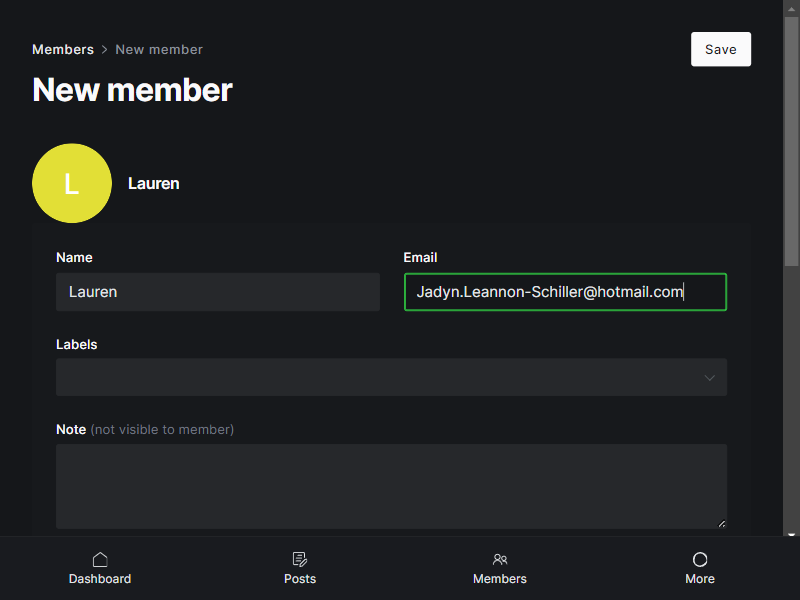 Members > New member
Save
New member
L
Lauren
Name
Email
Lauren
Jadyn.Leannon-Schiller@hotmail.com
Labels
Note (not visible to member)
Dashboard
Posts
Members
More